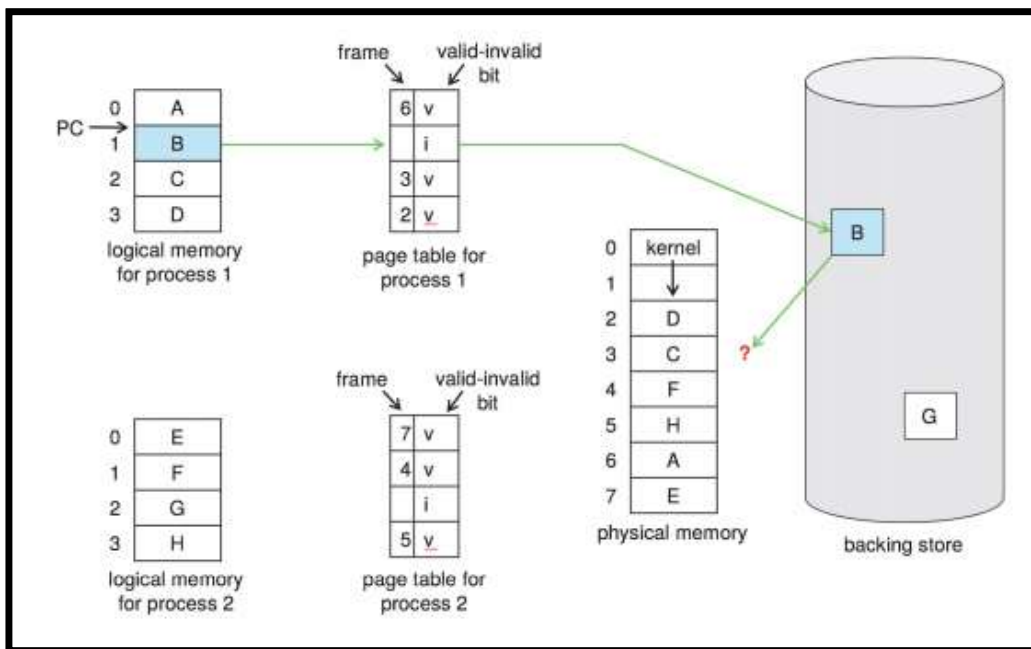 frame
valid-invalid
bit
PC
0 A
1 B
2 C
3 D
logical memory
for process 1
6 v
i
3 v
2 v
page table for
process 1
0 kernel
1
2 D
3 C
4 F
5 H
6 A
7 E
physical memory
?
B
G
backing store
frame
valid-invalid
bit
0 E
1 F
2 G
3 H
logical memory
for process 2
7 v
4 v
i
5 v
page table for
process 2